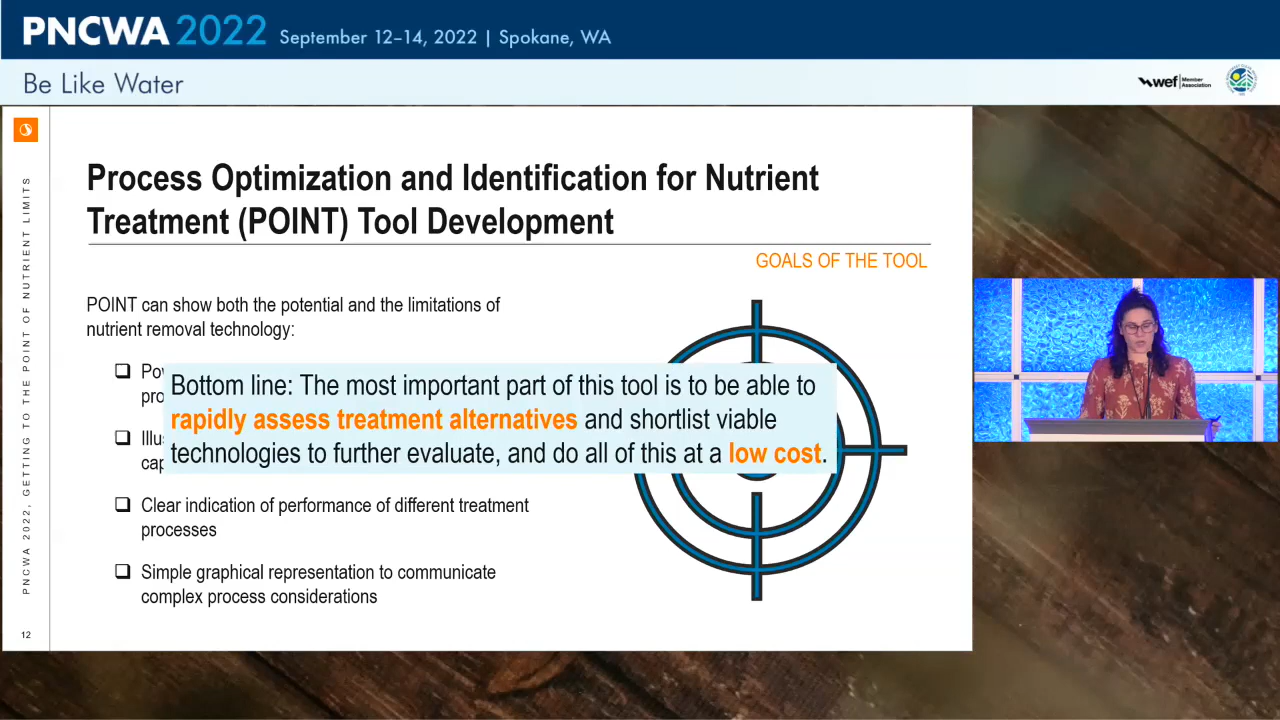 PNCWA 2022 September 12–14, 2022 | Spokane, WA
Be Like Water
wef Member Association
PNCWA 2022, GETTING TO THE POINT OF NUTRIENT LIMITS
12
Process Optimization and Identification for Nutrient
Treatment (POINT) Tool Development
GOALS OF THE TOOL
POINT can show both the potential and the limitations of
nutrient removal technology:
Bottom line: The most important part of this tool is to be able to
rapidly assess treatment alternatives and shortlist viable
technologies to further evaluate, and do all of this at a low cost.
Clear indication of performance of different treatment
processes
Simple graphical representation to communicate
complex process considerations